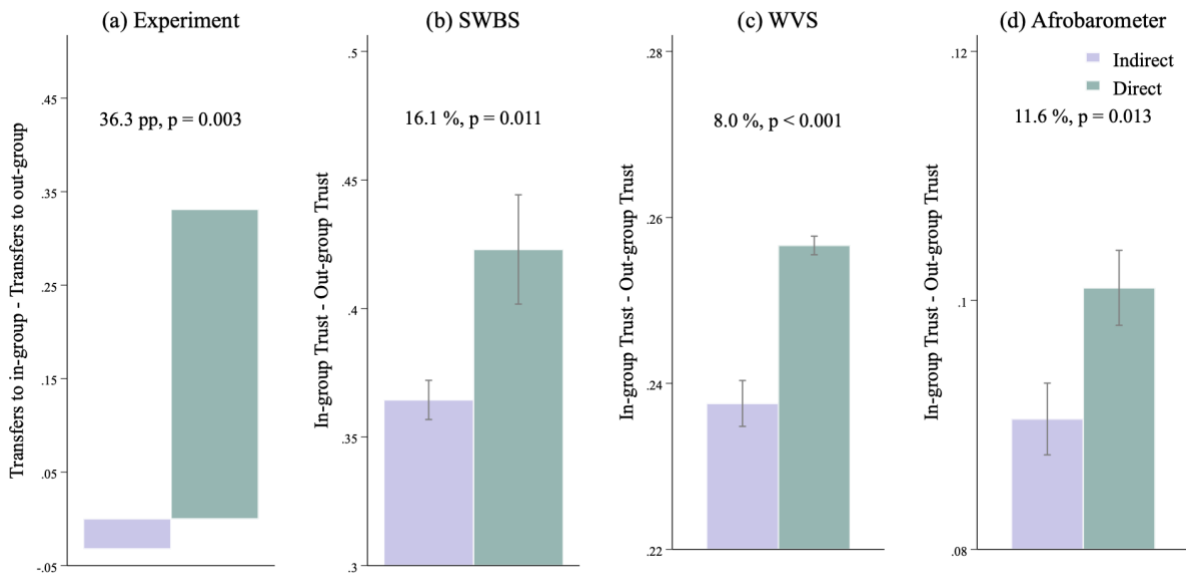 (a) Experiment
Transfers to in-group - Transfers to out-group
.45
.35
.25
.15
.05
-.05
36.3 pp, p = 0.003
(b) SWBS
In-group Trust - Out-group Trust
.5
.45
.4
.35
.3
16.1 %, p = 0.011
(c) WVS
In-group Trust - Out-group Trust
.28
.26
.24
.22
8.0 %, p < 0.001
(d) Afrobarometer
In-group Trust - Out-group Trust
.12
.1
.08
Indirect
Direct
11.6 %, p = 0.013